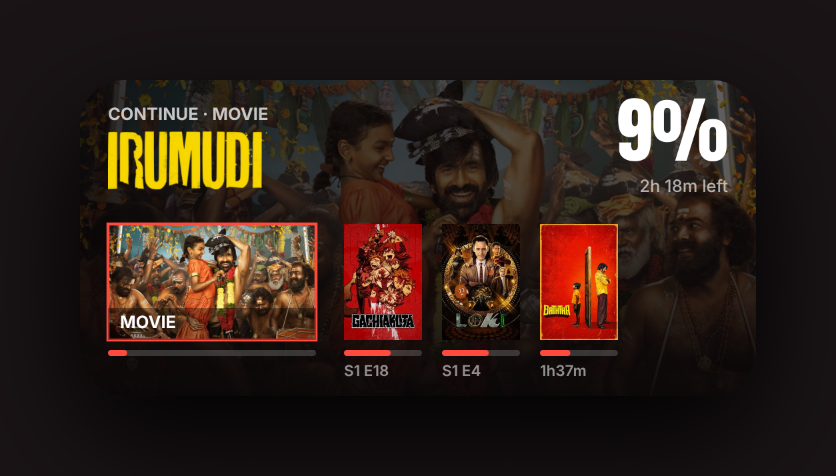 CONTINUE · MOVIE
IRUMUDI
9%
2h 18m left
MOVIE
GACHIAKUTA
LOKI
S1 E18
S1 E4
1h37m